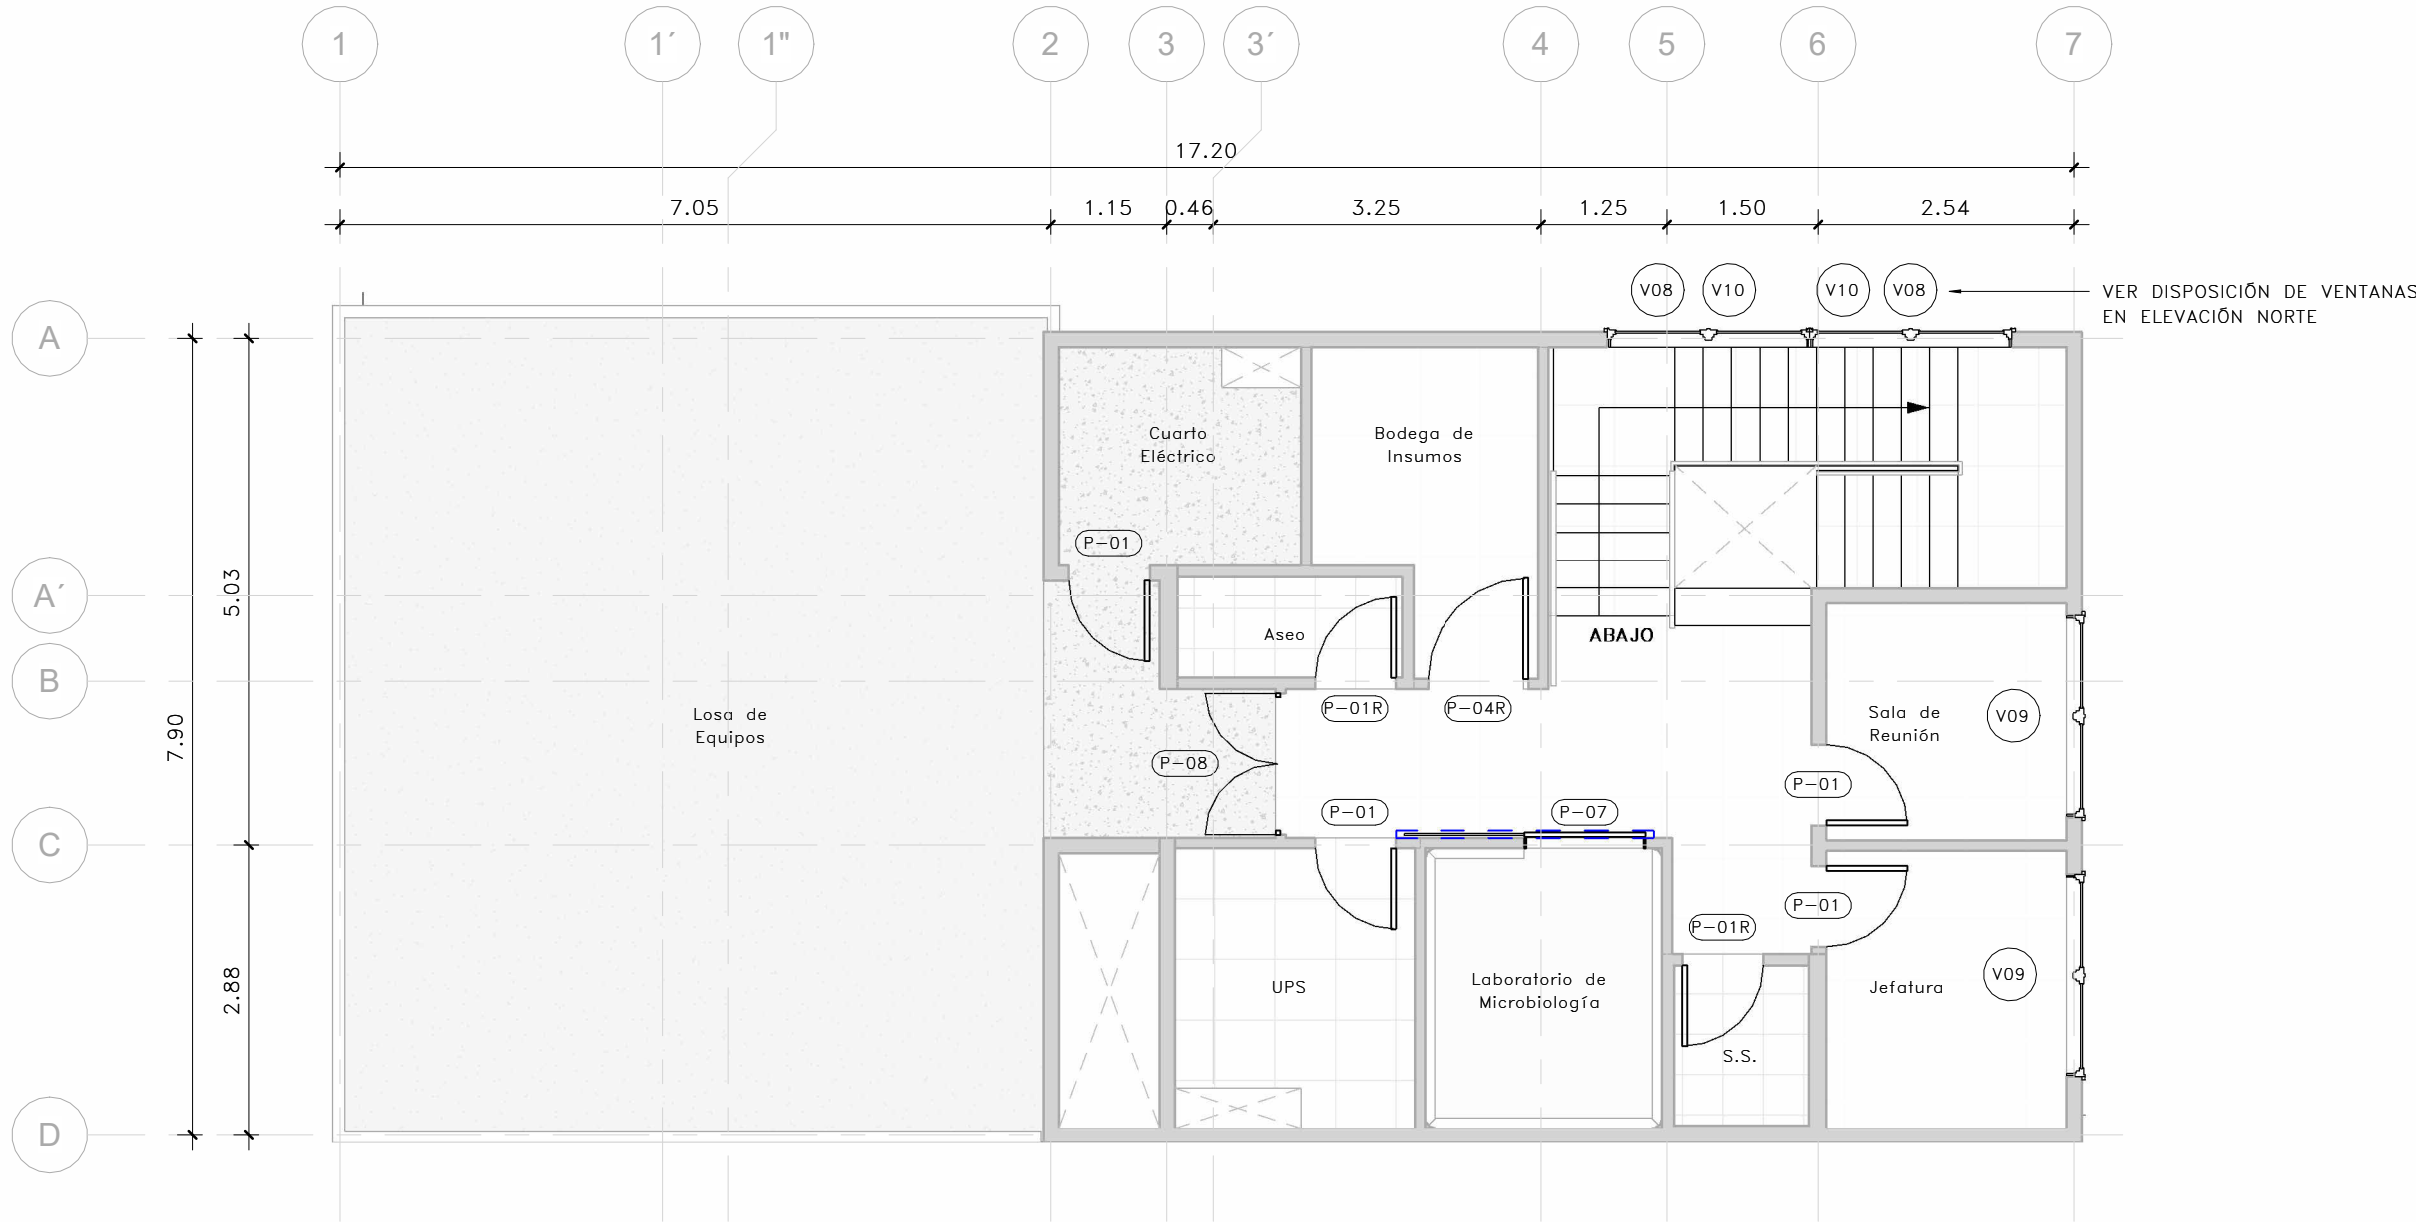 1
1´
1"
2
3
3´
4
5
6
7
17.20
7.05
1.15
0.46
3.25
1.25
1.50
2.54
V08
V10
V10
V08
VER DISPOSICIÓN DE VENTANAS
EN ELEVACIÓN NORTE
A
A´
B
C
D
5.03
7.90
2.88
Cuarto
Eléctrico
Bodega de
Insumos
P-01
Aseo
ABAJO
P-01R
P-04R
Losa de
Equipos
P-08
Sala de
Reunión
V09
P-01
P-01
P-07
P-01
P-01R
UPS
Laboratorio de
Microbiología
Jefatura
V09
S.S.